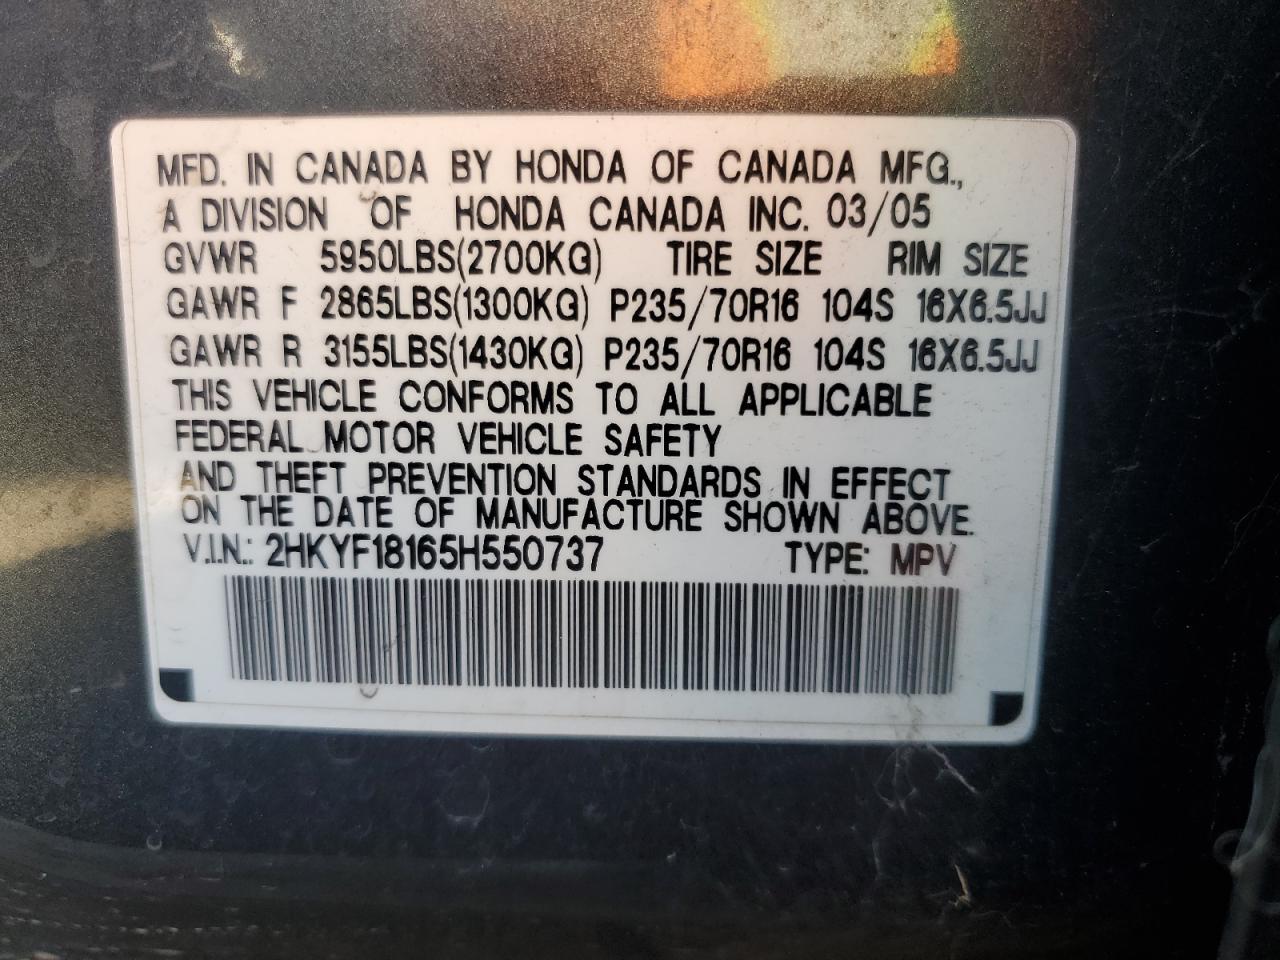 MFD. IN CANADA BY HONDA OF CANADA MFG.,
A DIVISION OF HONDA CANADA INC. 03/05
GVWR 5950LBS(2700KG) TIRE SIZE RIM SIZE
GAWR F 2865LBS(1300KG) P235/70R16 104S 16X6.5JJ
GAWR R 3155LBS(1430KG) P235/70R16 104S 16X6.5JJ
THIS VEHICLE CONFORMS TO ALL APPLICABLE
FEDERAL MOTOR VEHICLE SAFETY
AND THEFT PREVENTION STANDARDS IN EFFECT
ON THE DATE OF MANUFACTURE SHOWN ABOVE.
V.I.N.: 2HKYF18165H550737 TYPE: MPV